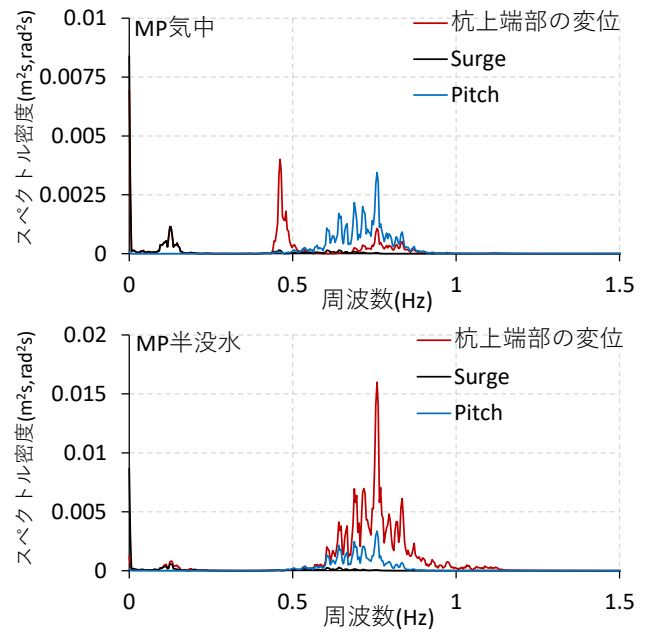 MP気中
杭上端部の変位
Surge
Pitch
スペクトル密度(m²s,rad²s)
0.01
0.0075
0.005
0.0025
0
0
0.5
1
1.5
周波数(Hz)
MP半没水
杭上端部の変位
Surge
Pitch
スペクトル密度(m²s,rad²s)
0.02
0.015
0.01
0.005
0
0
0.5
1
1.5
周波数(Hz)